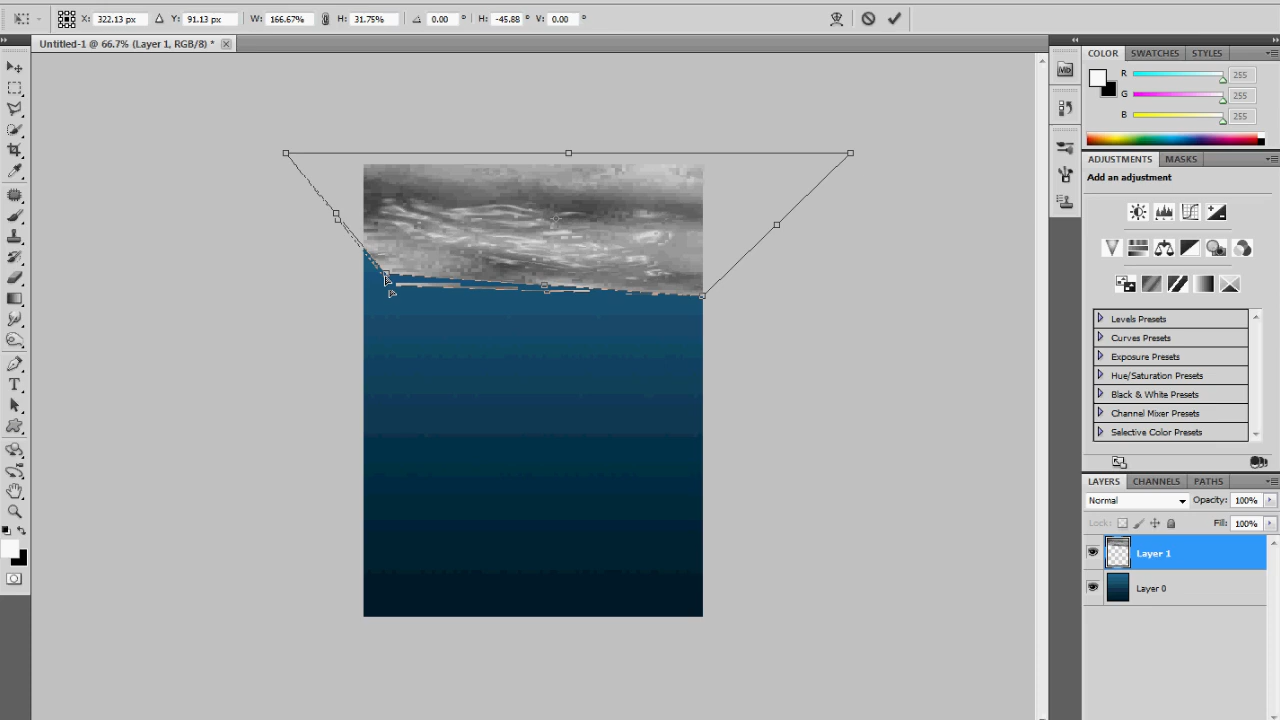 X: 322.13 px Y: 91.13 px W: 166.67% H: 31.75% 0.00 ° H: -45.88 ° V: 0.00 °
Untitled-1 @ 66.7% (Layer 1, RGB/8) * x
COLOR SWATCHES STYLES
R 255
G 255
B 255
ADJUSTMENTS MASKS
Add an adjustment
Levels Presets
Curves Presets
Exposure Presets
Hue/Saturation Presets
Black & White Presets
Channel Mixer Presets
Selective Color Presets
LAYERS CHANNELS PATHS
Normal Opacity: 100%
Lock: Fill: 100%
Layer 1
Layer 0